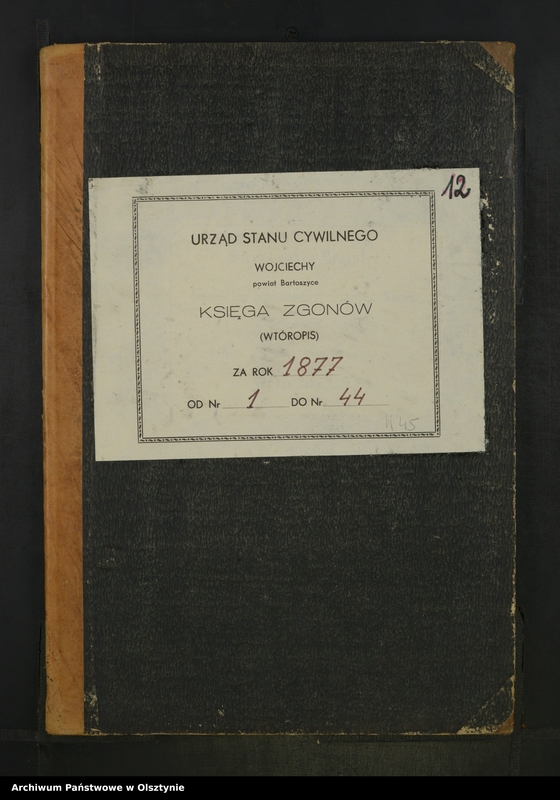 12
URZĄD STANU CYWILNEGO
WOJCIECHY
powiat Bartoszyce
KSIĘGA ZGONÓW
(WTÓROPIS)
ZA ROK 1877
OD Nr 1 DO Nr 44
Archiwum Państwowe w Olsztynie